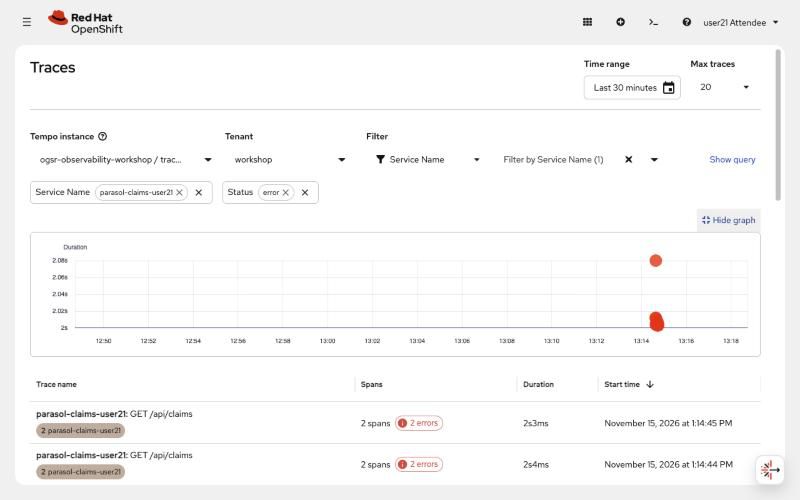 Red Hat
OpenShift
user21 Attendee
Traces
Time range
Max traces
Last 30 minutes
20
Tempo instance
Tenant
Filter
ogsr-observability-workshop / trac...
workshop
Service Name
Filter by Service Name (1)
Show query
Service Name
parasol-claims-user21
Status
error
Hide graph
Duration
2.08s
2.06s
2.04s
2.02s
2s
12:50 12:52 12:54 12:56 12:58 13:00 13:02 13:04 13:06 13:08 13:10 13:12 13:14 13:16 13:18
Trace name Spans Duration Start time
parasol-claims-user21: GET /api/claims
2 spans 2 errors 2s3ms November 15, 2026 at 1:14:45 PM
2 parasol-claims-user21
parasol-claims-user21: GET /api/claims
2 spans 2 errors 2s4ms November 15, 2026 at 1:14:44 PM
2 parasol-claims-user21